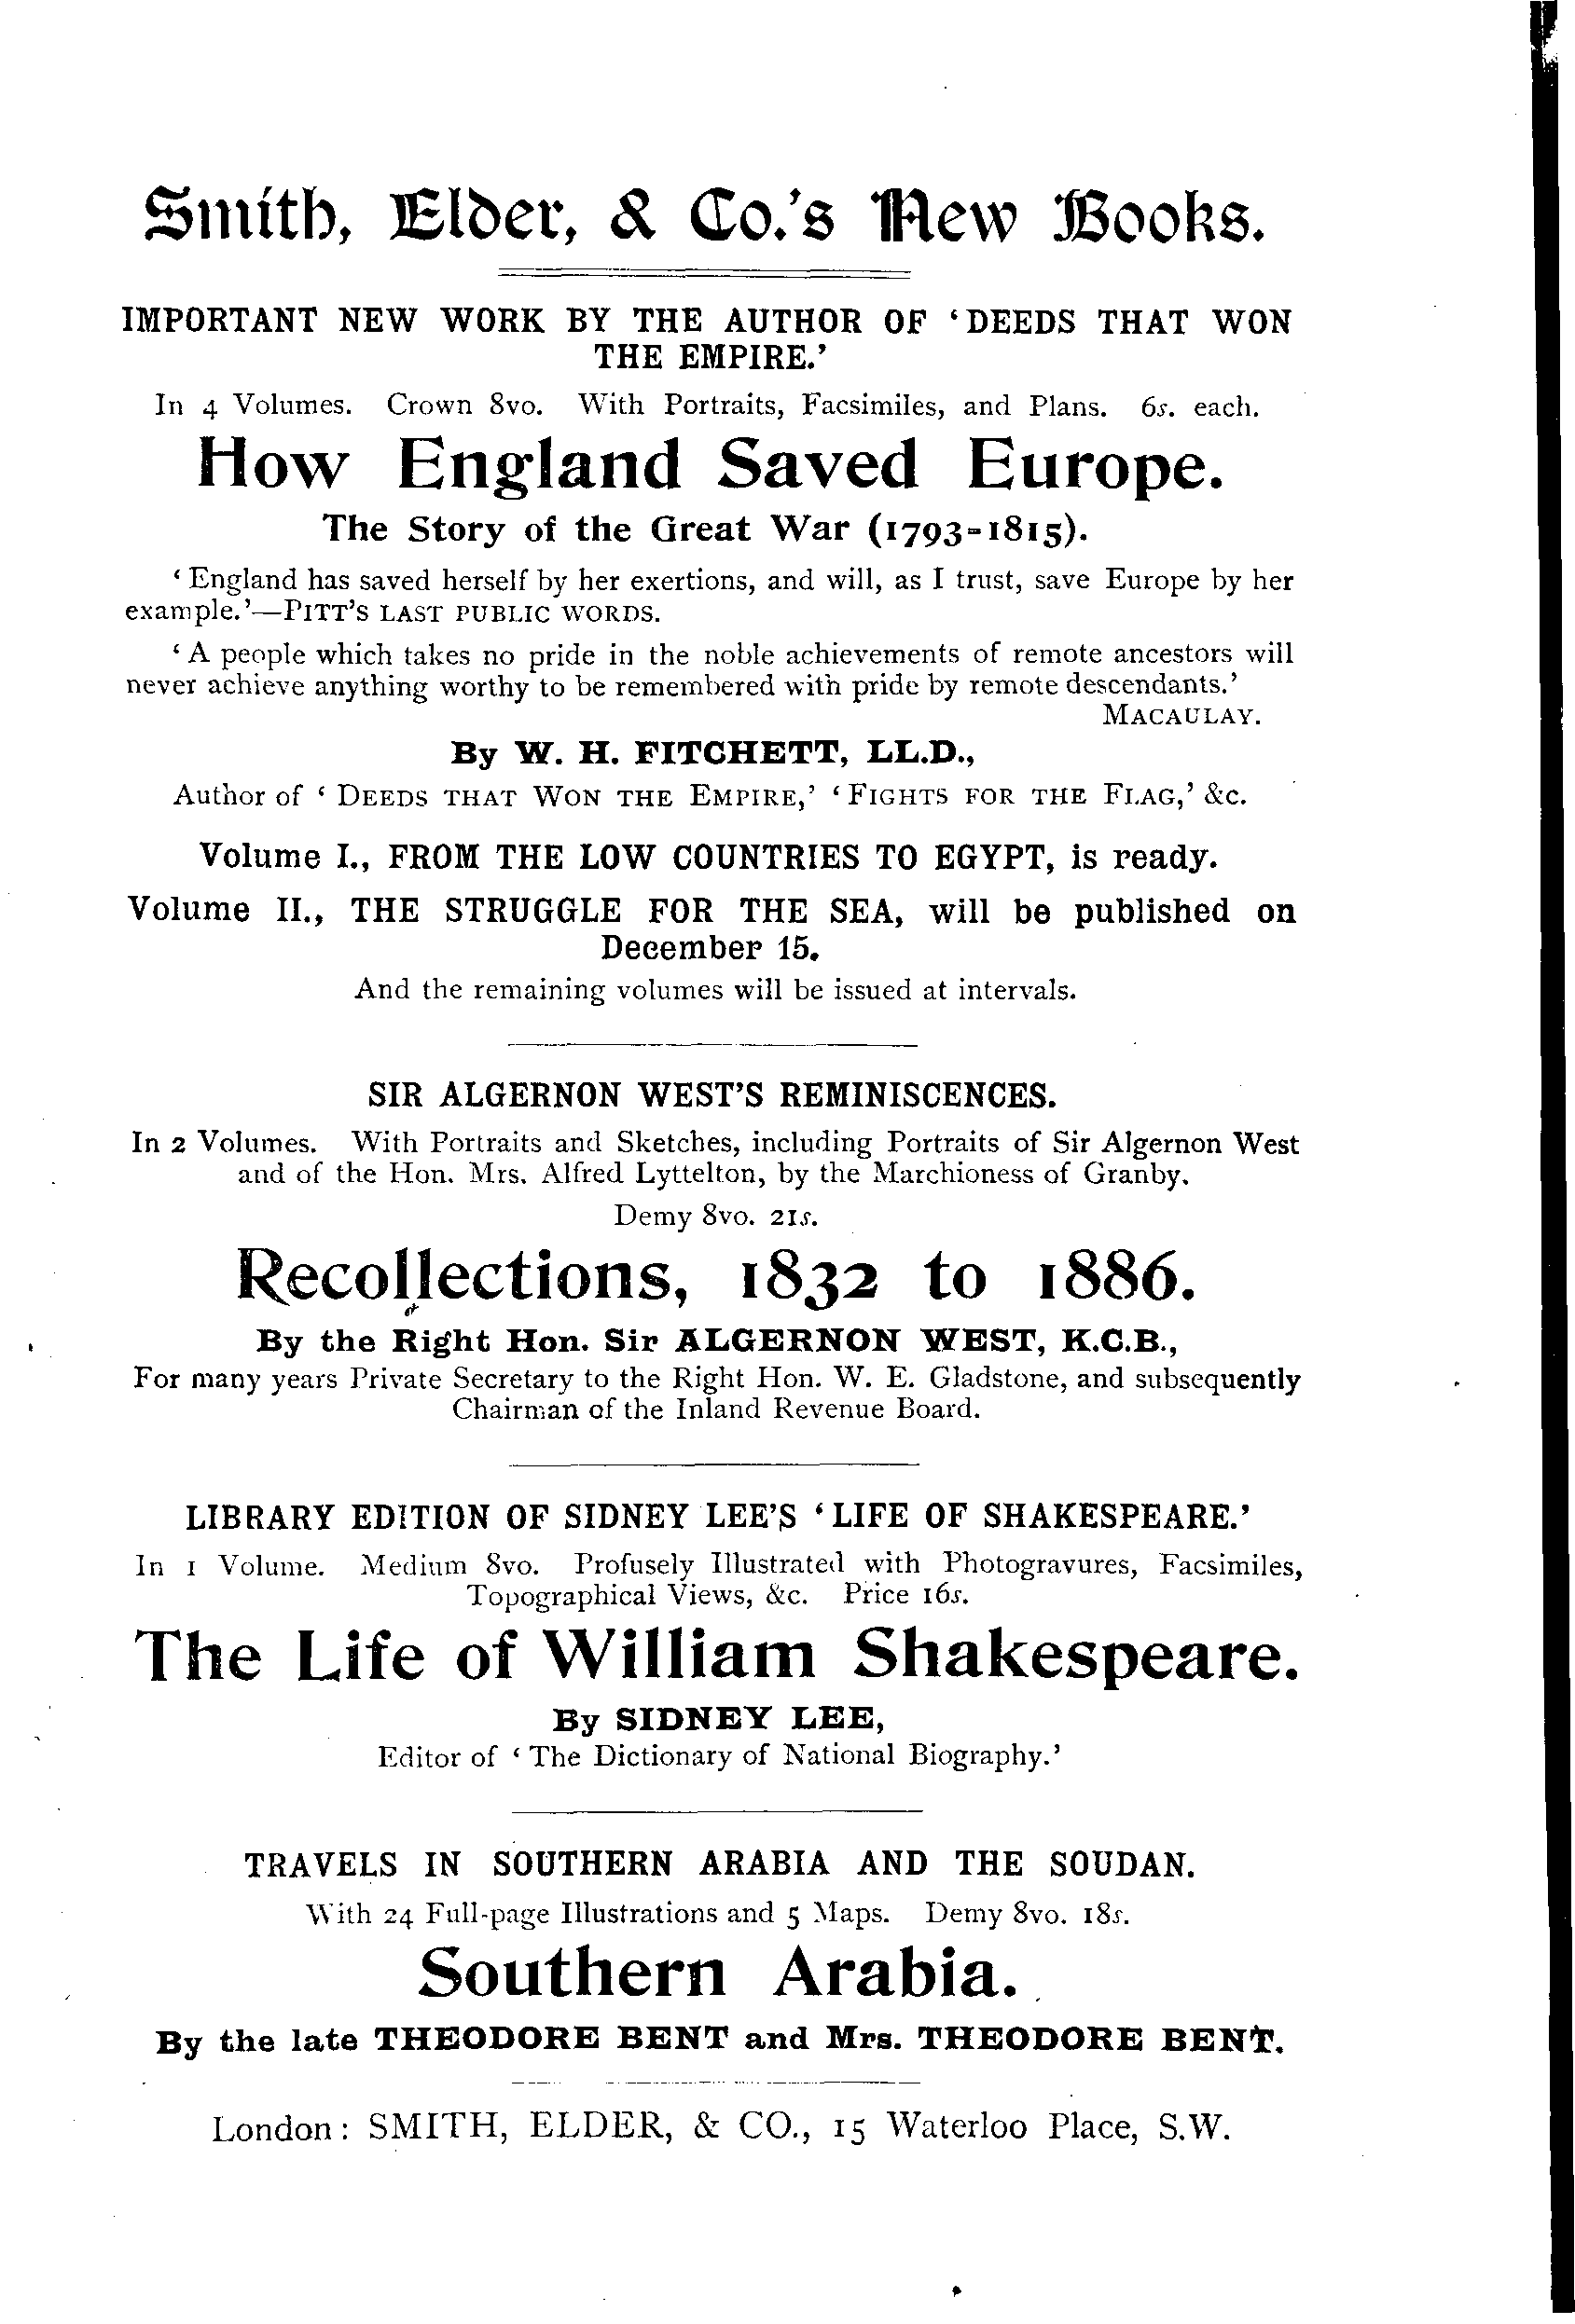 Smith, Elder, & Co.'s New Books.
IMPORTANT NEW WORK BY THE AUTHOR OF ‘DEEDS THAT WON
THE EMPIRE.’
In 4 Volumes. Crown 8vo. With Portraits, Facsimiles, and Plans. 6s. each.
How England Saved Europe.
The Story of the Great War (1793-1815).
‘England has saved herself by her exertions, and will, as I trust, save Europe by her
example.’—PITT'S LAST PUBLIC WORDS.
‘A people which takes no pride in the noble achievements of remote ancestors will
never achieve anything worthy to be remembered with pride by remote descendants.’
MACAULAY.
By W. H. FITCHETT, LL.D.,
Author of ‘DEEDS THAT WON THE EMPIRE,’ ‘FIGHTS FOR THE FLAG,’ &c.
Volume I., FROM THE LOW COUNTRIES TO EGYPT, is ready.
Volume II., THE STRUGGLE FOR THE SEA, will be published on
December 15.
And the remaining volumes will be issued at intervals.
SIR ALGERNON WEST'S REMINISCENCES.
In 2 Volumes. With Portraits and Sketches, including Portraits of Sir Algernon West
and of the Hon. Mrs. Alfred Lyttelton, by the Marchioness of Granby.
Demy 8vo. 21s.
Recollections, 1832 to 1886.
By the Right Hon. Sir ALGERNON WEST, K.C.B.,
For many years Private Secretary to the Right Hon. W. E. Gladstone, and subsequently
Chairman of the Inland Revenue Board.
LIBRARY EDITION OF SIDNEY LEE'S ‘LIFE OF SHAKESPEARE.’
In 1 Volume. Medium 8vo. Profusely Illustrated with Photogravures, Facsimiles,
Topographical Views, &c. Price 16s.
The Life of William Shakespeare.
By SIDNEY LEE,
Editor of ‘The Dictionary of National Biography.’
TRAVELS IN SOUTHERN ARABIA AND THE SOUDAN.
With 24 Full-page Illustrations and 5 Maps. Demy 8vo. 18s.
Southern Arabia.
By the late THEODORE BENT and Mrs. THEODORE BENT.
London: SMITH, ELDER, & CO., 15 Waterloo Place, S.W.